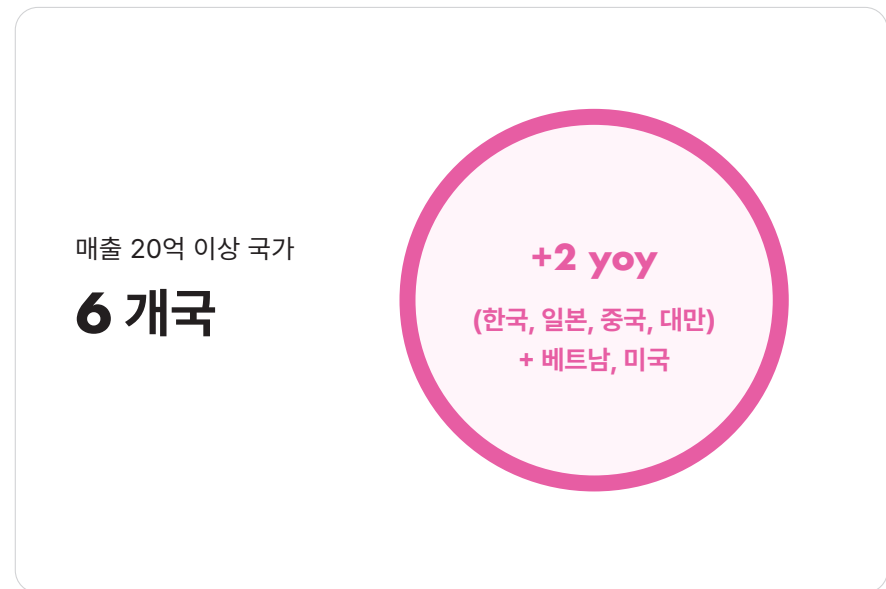 매출 20억 이상 국가
6 개국
+2 yoy
(한국, 일본, 중국, 대만)
+ 베트남, 미국